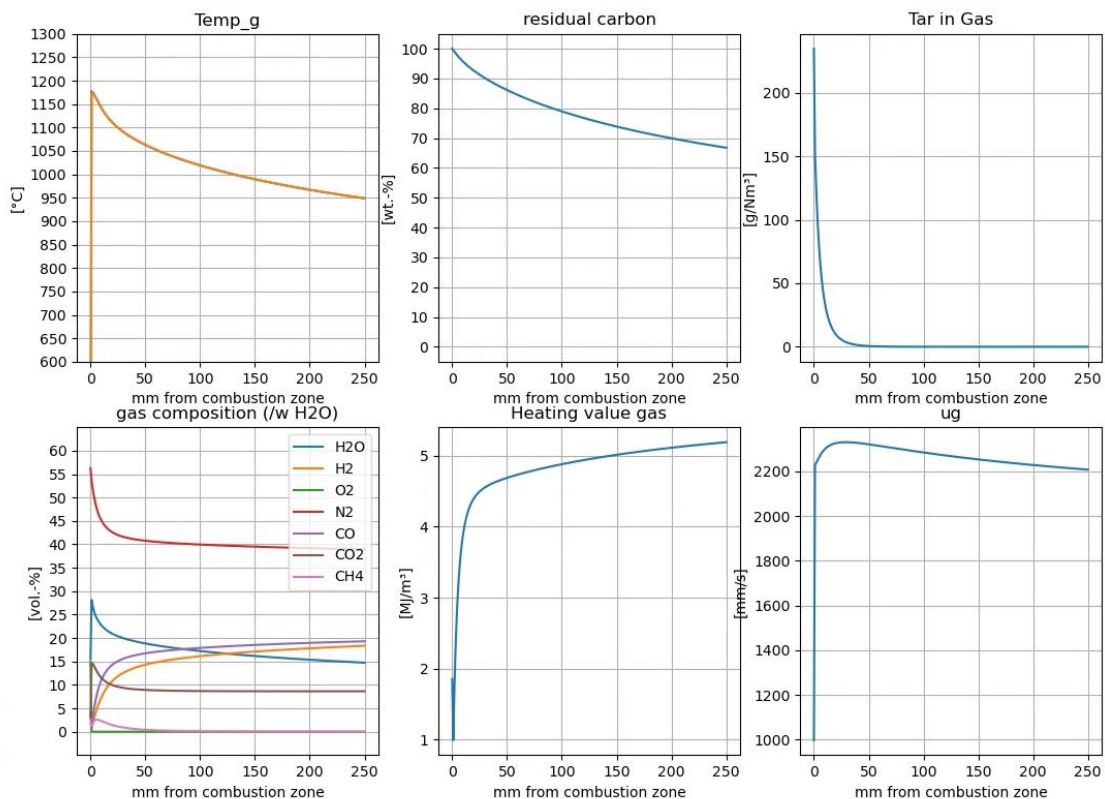 Temp_g
1300
1250
1200
1150
1100
1050
1000
950
900
850
800
750
700
650
600
[°C]
0 50 100 150 200 250
mm from combustion zone
residual carbon
100
90
80
70
60
50
40
30
20
10
0
[wt.-%]
0 50 100 150 200 250
mm from combustion zone
Tar in Gas
200
150
100
50
0
[g/Nm³]
0 50 100 150 200 250
mm from combustion zone
gas composition (/w H2O)
60
55
50
45
40
35
30
25
20
15
10
5
0
[vol.-%]
H2O
H2
O2
N2
CO
CO2
CH4
0 50 100 150 200 250
mm from combustion zone
Heating value gas
5
4
3
2
1
[MJ/m³]
0 50 100 150 200 250
mm from combustion zone
ug
2200
2000
1800
1600
1400
1200
1000
[mm/s]
0 50 100 150 200 250
mm from combustion zone